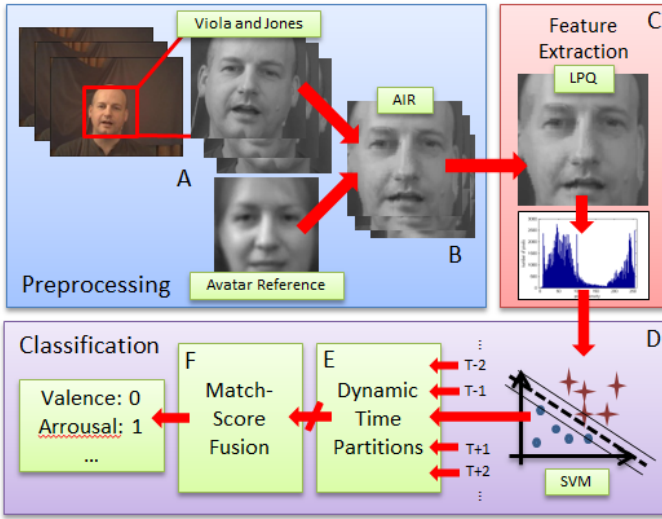 Viola and Jones
A
AIR
B
Avatar Reference
Preprocessing
C
Feature
Extraction
LPQ
D
SVM
T-2
T-1
T+1
T+2
E
Dynamic
Time
Partitions
F
Match-
Score
Fusion
Classification
Valence: 0
Arrousal: 1
...